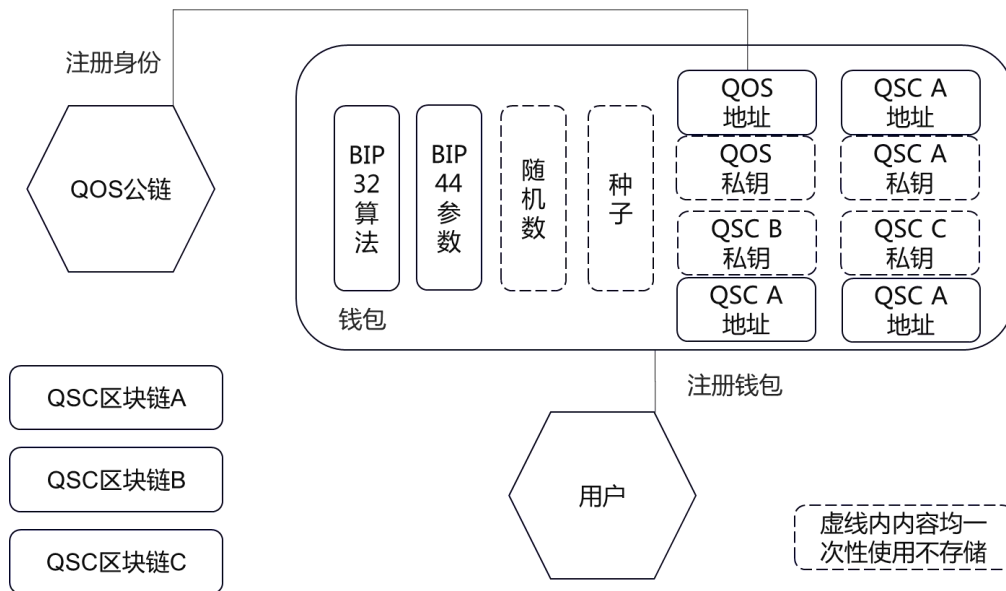 注册身份
QOS公链
BIP
32
算
法
BIP
44
参
数
随
机
数
种
子
QOS
地址
QSC A
地址
QOS
私钥
QSC A
私钥
QSC B
私钥
QSC C
私钥
QSC A
地址
QSC A
地址
钱包
注册钱包
QSC区块链A
QSC区块链B
QSC区块链C
用户
虚线内内容均一
次性使用不存储